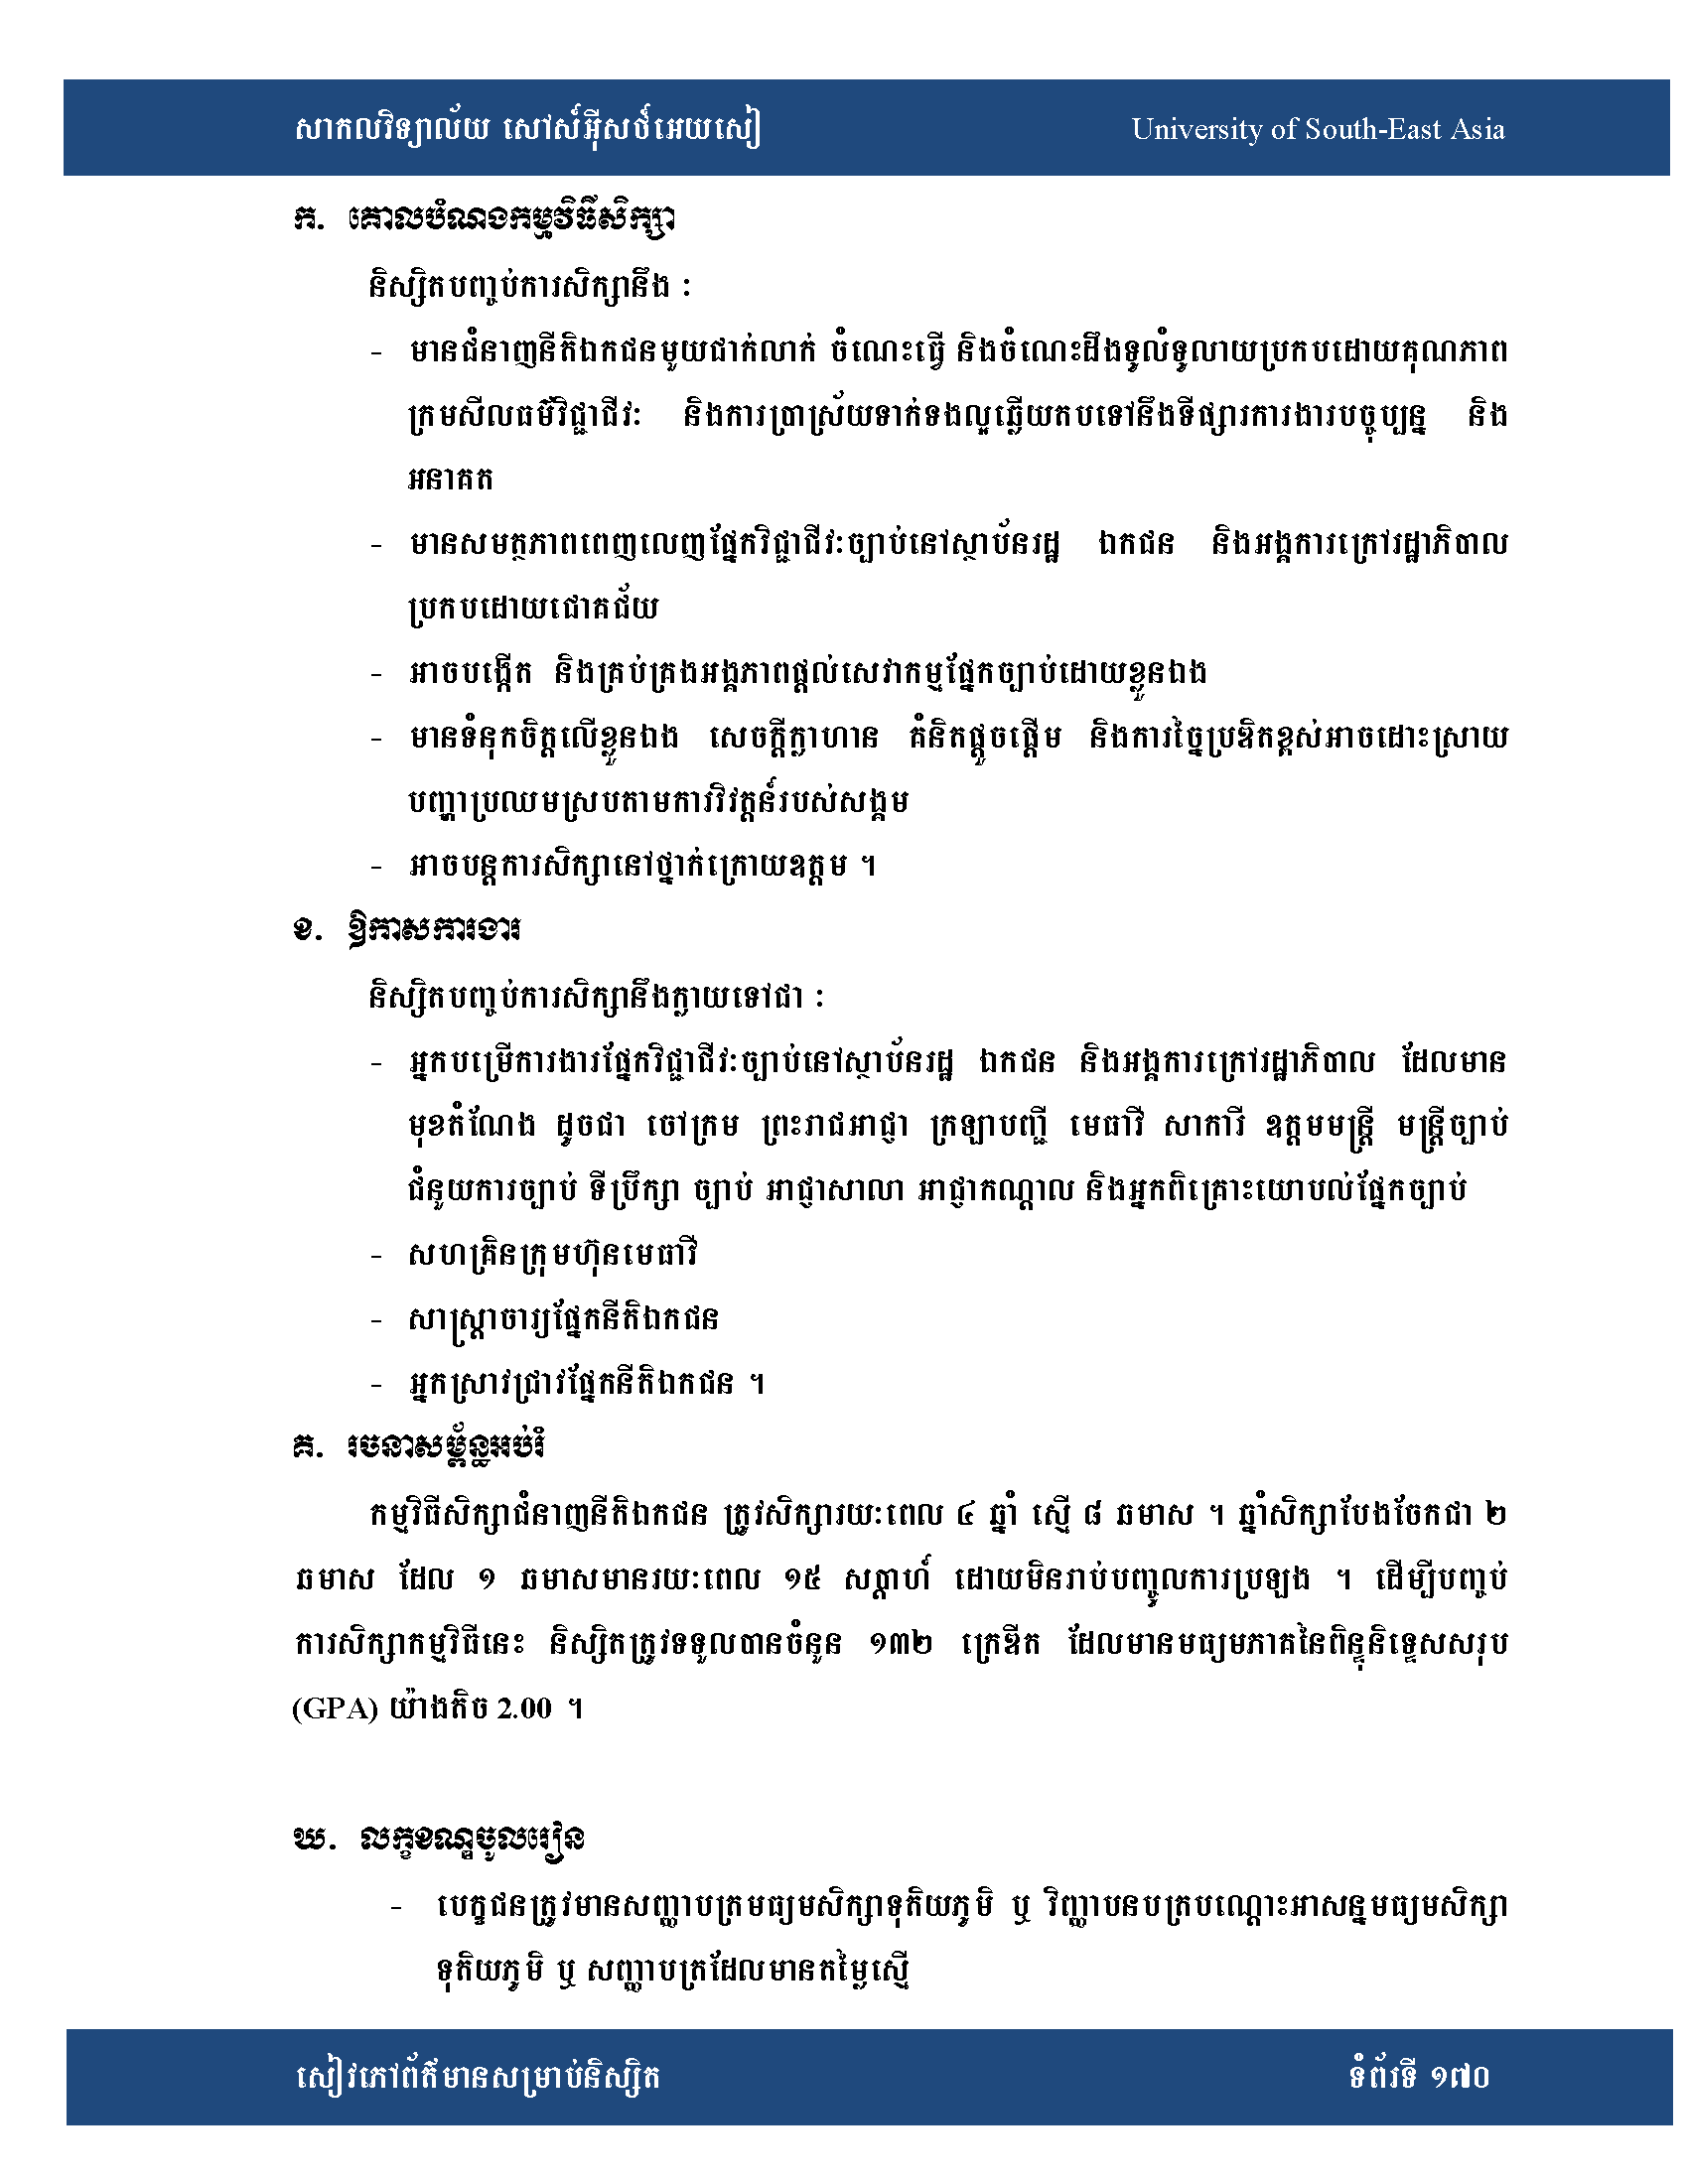 សាកលវិទ្យាល័យ សៅស៍អ៊ីសថ៍អេយសៀ University of South-East Asia
ក. គោលបំណងកម្មវិធីសិក្សា
និស្សិតបញ្ចប់ការសិក្សានឹង ៖
- មានជំនាញនីតិឯកជនមួយជាក់លាក់ ចំណេះធ្វើ និងចំណេះដឹងទូលំទូលាយប្រកបដោយគុណភាព
ក្រមសីលធម៌វិជ្ជាជីវៈ និងការប្រាស្រ័យទាក់ទងល្អឆ្លើយតបទៅនឹងទីផ្សារការងារបច្ចុប្បន្ន និង
អនាគត
- មានសមត្ថភាពពេញលេញផ្នែកវិជ្ជាជីវៈច្បាប់នៅស្ថាប័នរដ្ឋ ឯកជន និងអង្គការក្រៅរដ្ឋាភិបាល
ប្រកបដោយជោគជ័យ
- អាចបង្កើត និងគ្រប់គ្រងអង្គភាពផ្តល់សេវាកម្មផ្នែកច្បាប់ដោយខ្លួនឯង
- មានទំនុកចិត្តលើខ្លួនឯង សេចក្តីក្លាហាន គំនិតផ្តួចផ្តើម និងការច្នៃប្រឌិតខ្ពស់អាចដោះស្រាយ
បញ្ហាប្រឈមស្របតាមការវិវត្តន៍របស់សង្គម
- អាចបន្តការសិក្សានៅថ្នាក់ក្រោយឧត្តម ។
ខ. ឱកាសការងារ
និស្សិតបញ្ចប់ការសិក្សានឹងក្លាយទៅជា ៖
- អ្នកបម្រើការងារផ្នែកវិជ្ជាជីវៈច្បាប់នៅស្ថាប័នរដ្ឋ ឯកជន និងអង្គការក្រៅរដ្ឋាភិបាល ដែលមាន
មុខតំណែង ដូចជា ចៅក្រម ព្រះរាជអាជ្ញា ក្រឡាបញ្ជី មេធាវី សាការី ឧត្តមមន្ត្រី មន្ត្រីច្បាប់
ជំនួយការច្បាប់ ទីប្រឹក្សា ច្បាប់ អាជ្ញាសាលា អាជ្ញាកណ្តាល និងអ្នកពិគ្រោះយោបល់ផ្នែកច្បាប់
- សហគ្រិនក្រុមហ៊ុនមេធាវី
- សាស្ត្រាចារ្យផ្នែកនីតិឯកជន
- អ្នកស្រាវជ្រាវផ្នែកនីតិឯកជន ។
គ. រចនាសម្ព័ន្ធអប់រំ
កម្មវិធីសិក្សាជំនាញនីតិឯកជន ត្រូវសិក្សារយៈពេល ៤ ឆ្នាំ ស្មើ ៨ ឆមាស ។ ឆ្នាំសិក្សាបែងចែកជា ២
ឆមាស ដែល ១ ឆមាសមានរយៈពេល ១៥ សប្តាហ៍ ដោយមិនរាប់បញ្ចូលការប្រឡង ។ ដើម្បីបញ្ចប់
ការសិក្សាកម្មវិធីនេះ និស្សិតត្រូវទទួលបានចំនួន ១៣២ ក្រេឌីត ដែលមានមធ្យមភាគនៃពិន្ទុនិទ្ទេសសរុប
(GPA) យ៉ាងតិច 2.00 ។
ឃ. លក្ខខណ្ឌចូលរៀន
- បេក្ខជនត្រូវមានសញ្ញាបត្រមធ្យមសិក្សាទុតិយភូមិ ឬ វិញ្ញាបនបត្របណ្តោះអាសន្នមធ្យមសិក្សា
ទុតិយភូមិ ឬ សញ្ញាបត្រដែលមានតម្លៃស្មើ
សៀវភៅព័ត៌មានសម្រាប់និស្សិត ទំព័រទី ១៧០